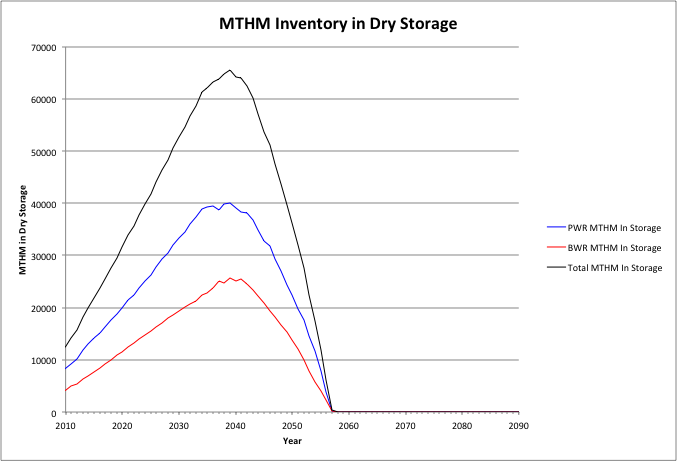 MTHM Inventory in Dry Storage
70000
60000
50000
40000
30000
20000
10000
0
MTHM in Dry Storage
2010 2020 2030 2040 2050 2060 2070 2080 2090
Year
PWR MTHM In Storage
BWR MTHM In Storage
Total MTHM In Storage